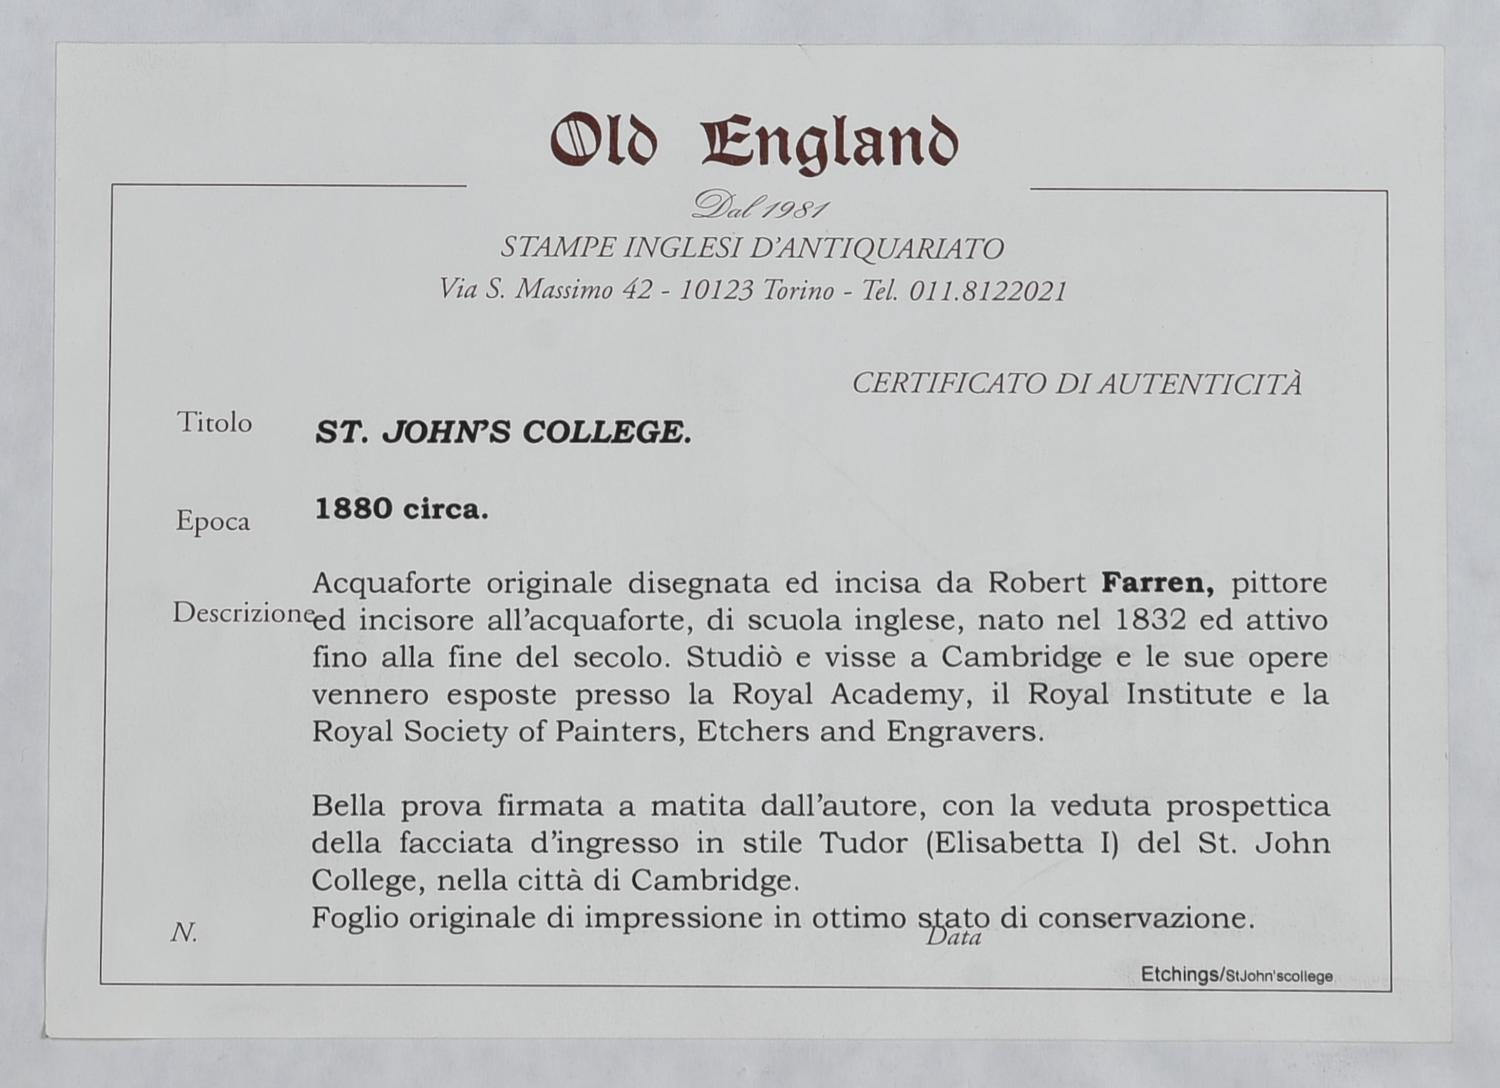 Old England
Dal 1981
STAMPE INGLESI D'ANTIQUARIATO
Via S. Massimo 42 - 10123 Torino - Tel. 011.8122021
CERTIFICATO DI AUTENTICITÀ
Titolo ST. JOHN'S COLLEGE.
Epoca 1880 circa.
Acquaforte originale disegnata ed incisa da Robert Farren, pittore
Descrizione ed incisore all'acquaforte, di scuola inglese, nato nel 1832 ed attivo
fino alla fine del secolo. Studiò e visse a Cambridge e le sue opere
vennero esposte presso la Royal Academy, il Royal Institute e la
Royal Society of Painters, Etchers and Engravers.
Bella prova firmata a matita dall'autore, con la veduta prospettica
della facciata d'ingresso in stile Tudor (Elisabetta I) del St. John
College, nella città di Cambridge.
Foglio originale di impressione in ottimo stato di conservazione.
N. Data
Etchings/StJohn'scollege